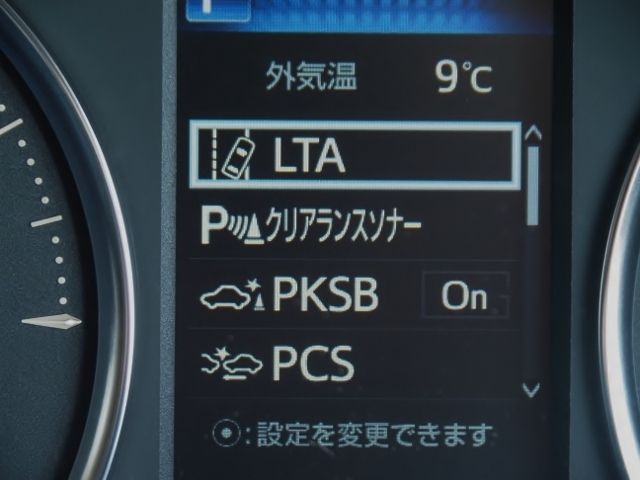 外気温 9℃
LTA
P クリアランスソナー
PKSB On
PCS
:設定を変更できます